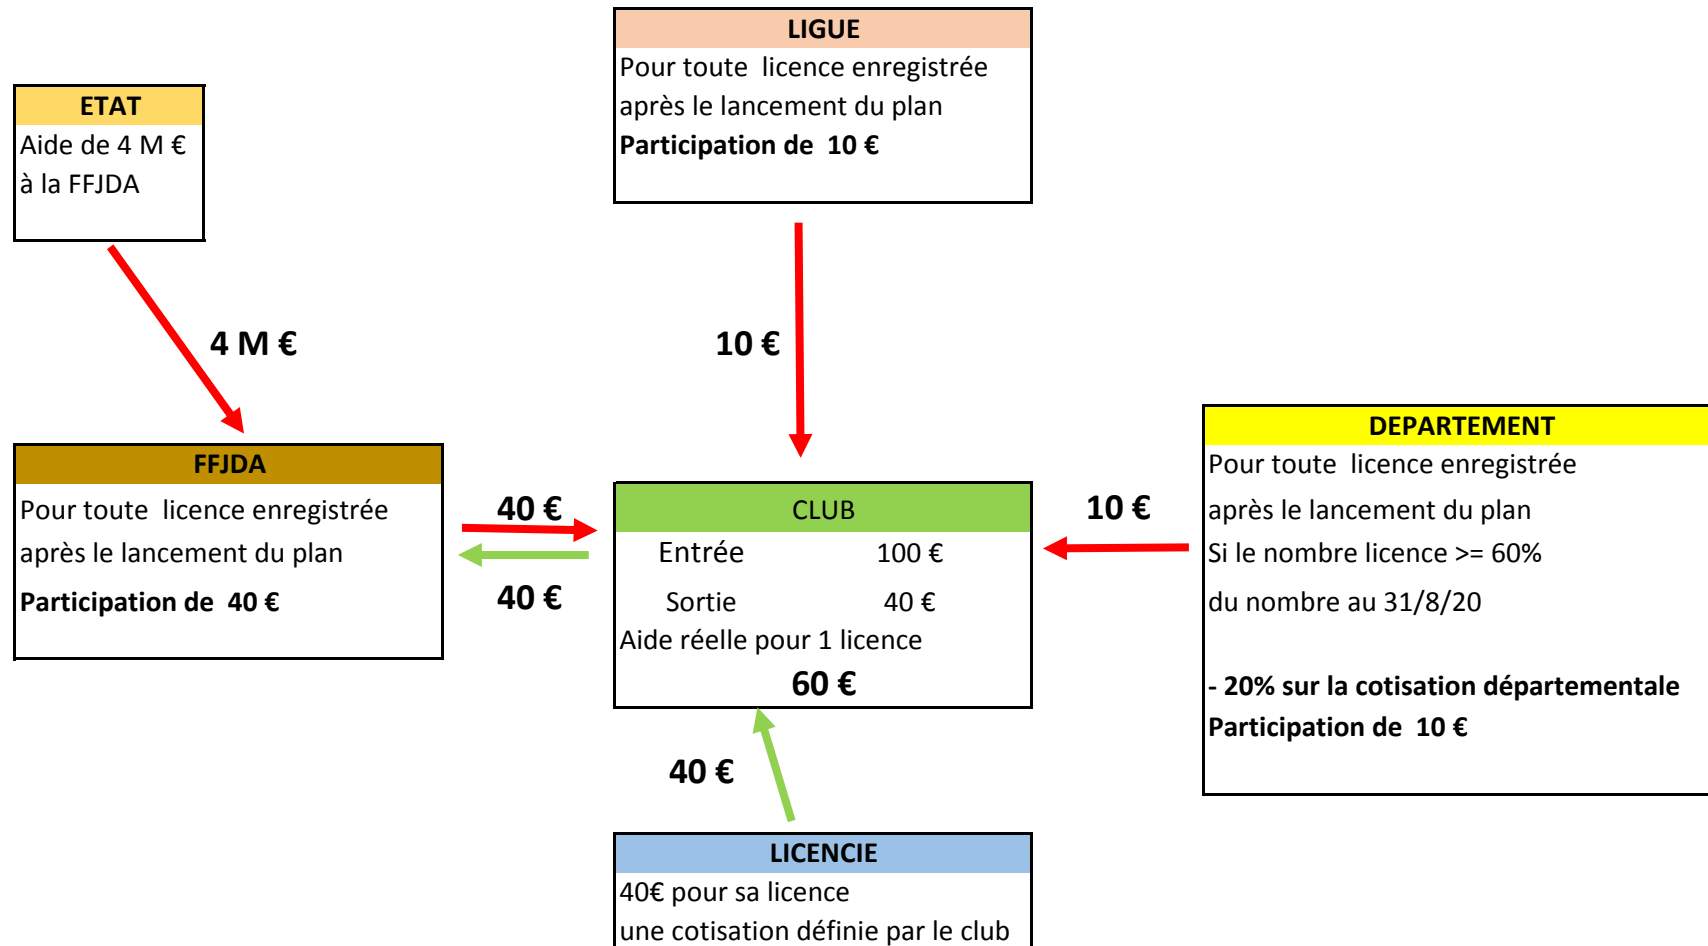 LIGUE
Pour toute licence enregistrée
après le lancement du plan
Participation de 10 €
ETAT
Aide de 4 M €
à la FFJDA
4 M €
10 €
FFJDA
Pour toute licence enregistrée
après le lancement du plan
Participation de 40 €
40 €
40 €
CLUB
Entrée 100 €
Sortie 40 €
Aide réelle pour 1 licence
60 €
10 €
DEPARTEMENT
Pour toute licence enregistrée
après le lancement du plan
Si le nombre licence >= 60%
du nombre au 31/8/20
- 20% sur la cotisation départementale
Participation de 10 €
40 €
LICENCIE
40€ pour sa licence
une cotisation définie par le club